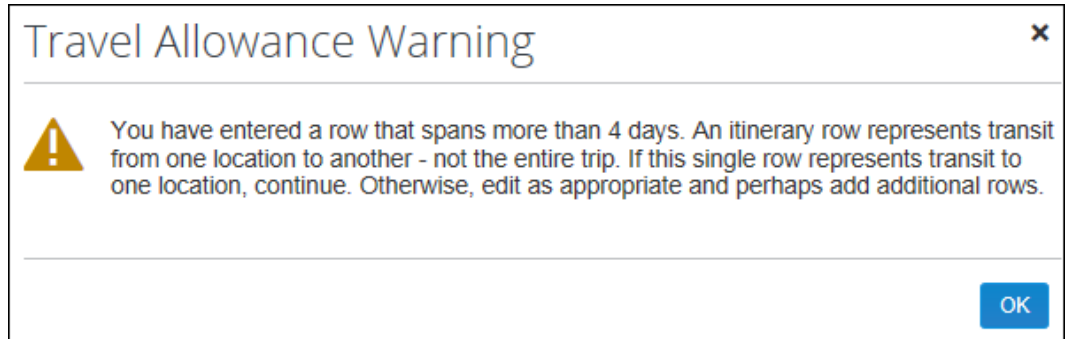 Travel Allowance Warning
You have entered a row that spans more than 4 days. An itinerary row represents transit
from one location to another - not the entire trip. If this single row represents transit to
one location, continue. Otherwise, edit as appropriate and perhaps add additional rows.
OK